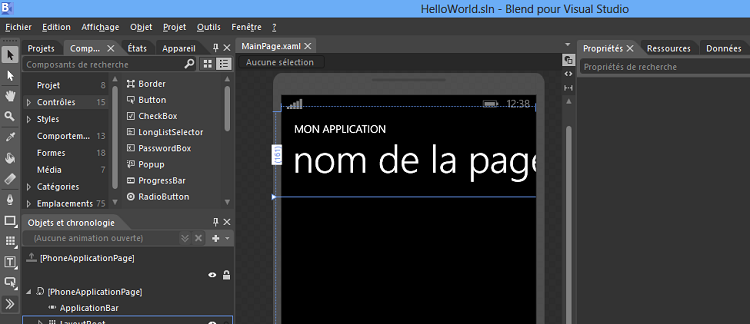 HelloWorld.sln - Blend pour Visual Studio
Fichier Edition Affichage Objet Projet Outils Fenêtre ?
Projets Comp... États Appareil
Composants de recherche
Projet 8
Contrôles 15
Styles
Comportem... 13
Formes 18
Média 7
Catégories
Emplacements 75
Border
Button
CheckBox
LongListSelector
PasswordBox
Popup
ProgressBar
RadioButton
Objets et chronologie
(Aucune animation ouverte)
[PhoneApplicationPage]
[PhoneApplicationPage]
ApplicationBar
LayoutRoot
MainPage.xaml
Aucune sélection
12:38
MON APPLICATION
(161)
nom de la page
Propriétés Ressources Données
Propriétés de recherche